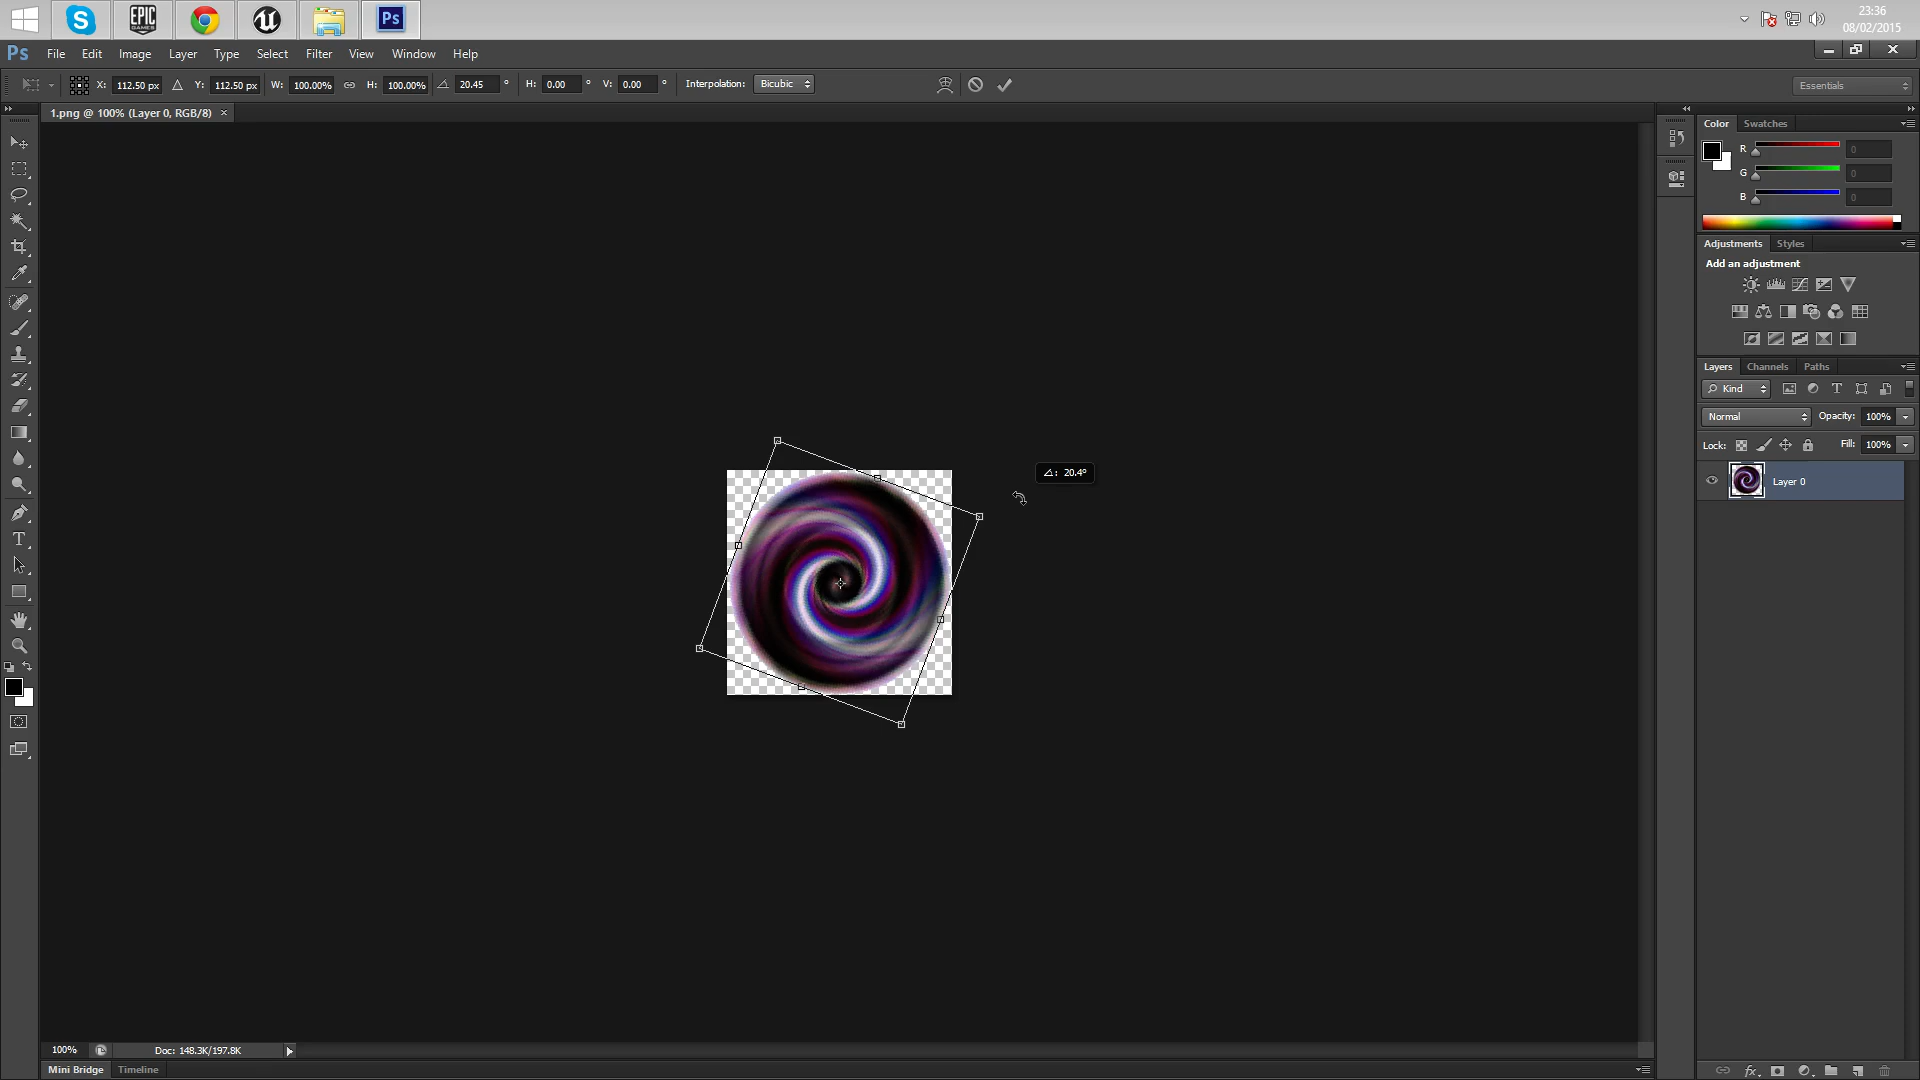 EPIC GAMES
Ps
23:36
08/02/2015
Ps File Edit Image Layer Type Select Filter View Window Help
X: 112.50 px Y: 112.50 px W: 100.00% H: 100.00% 20.45 ° H: 0.00 ° V: 0.00 ° Interpolation: Bicubic Essentials
1.png @ 100% (Layer 0, RGB/8) ×
Color Swatches
R 0
G 0
B 0
Adjustments Styles
Add an adjustment
Layers Channels Paths
Kind
Normal Opacity: 100%
Lock: Fill: 100%
Layer 0
: 20.4°
100% Doc: 148.3K/197.8K
Mini Bridge Timeline